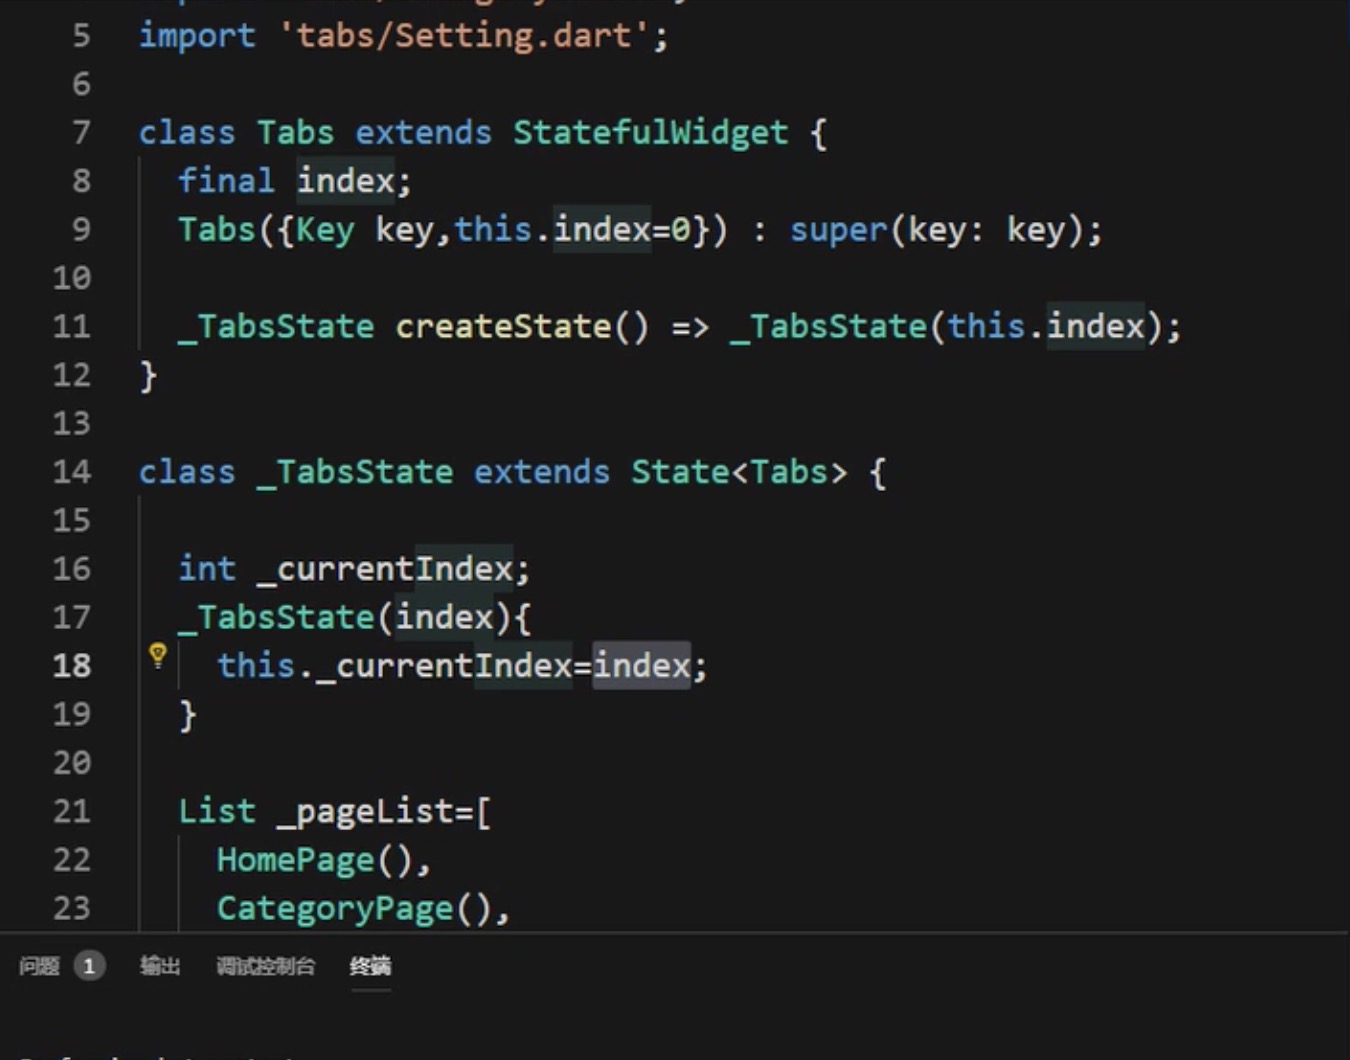 5 import 'tabs/Setting.dart';
6
7 class Tabs extends StatefulWidget {
8 final index;
9 Tabs({Key key,this.index=0}) : super(key: key);
10
11 _TabsState createState() => _TabsState(this.index);
12 }
13
14 class _TabsState extends State<Tabs> {
15
16 int _currentIndex;
17 _TabsState(index){
18 this._currentIndex=index;
19 }
20
21 List _pageList=[
22 HomePage(),
23 CategoryPage(),
问题 1 输出 调试控制台 终端